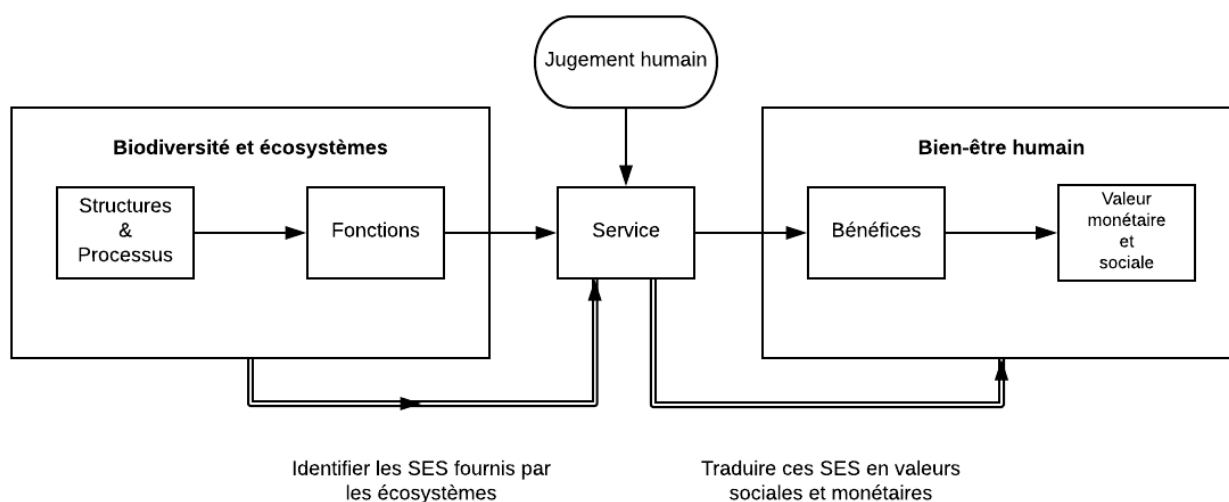 Jugement humain
Biodiversité et écosystèmes
Structures
&
Processus
Fonctions
Service
Bien-être humain
Bénéfices
Valeur
monétaire
et
sociale
Identifier les SES fournis par
les écosystèmes
Traduire ces SES en valeurs
sociales et monétaires